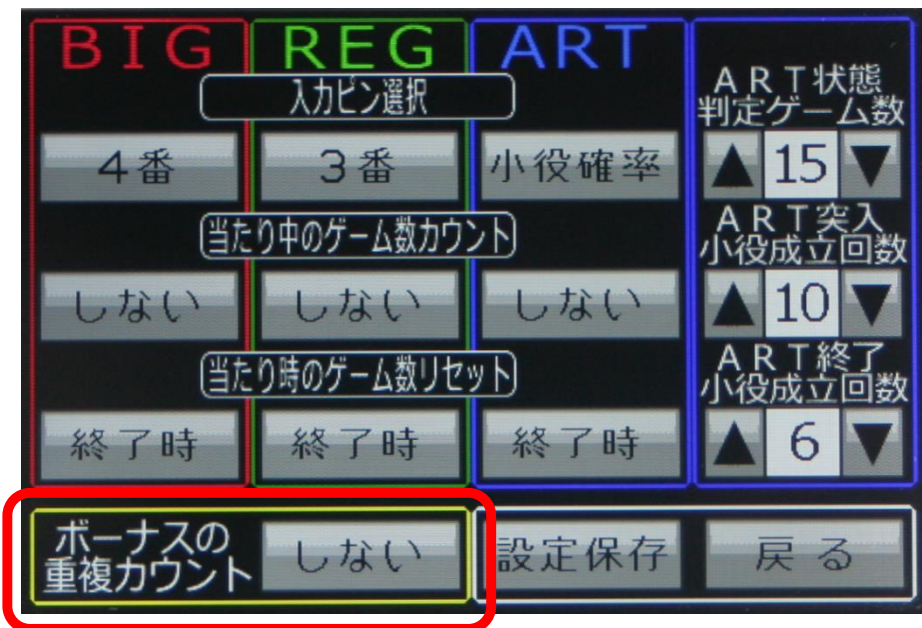 BIG REG ART
入力ピン選択
4番 3番 小役確率
当たり中のゲーム数カウント
しない しない しない
当たり時のゲーム数リセット
終了時 終了時 終了時
ART状態
判定ゲーム数
▲ 15 ▼
ART突入
小役成立回数
▲ 10 ▼
ART終了
小役成立回数
▲ 6 ▼
ボーナスの
重複カウント
しない
設定保存 戻る